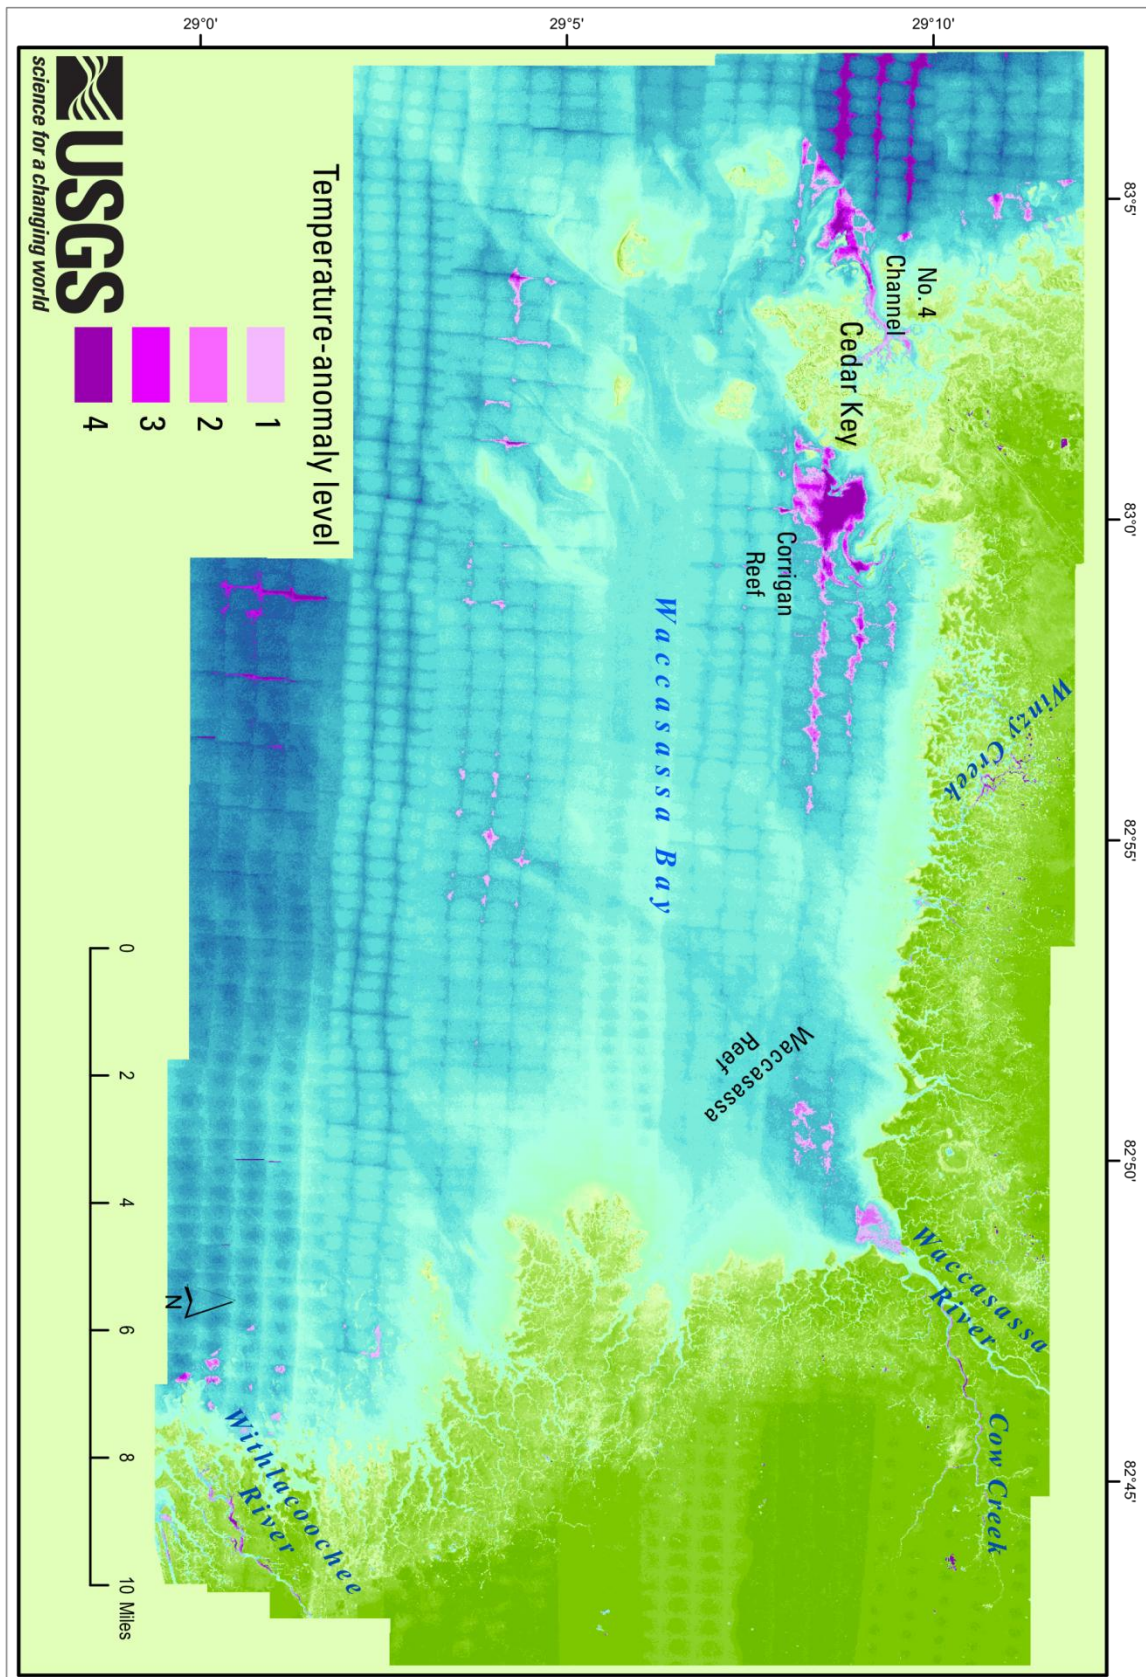 29°0'
29°5'
29°10'
83°5'
83°0'
82°55'
82°50'
82°45'
USGS
science for a changing world
Temperature-anomaly level
1
2
3
4
No. 4
Channel
Cedar Key
Corrigan
Reef
Waccasassa Bay
Winzy Creek
Waccasassa
Reef
Waccasassa
River
Cow Creek
Withlacoochee
River
N
0
2
4
6
8
10 Miles